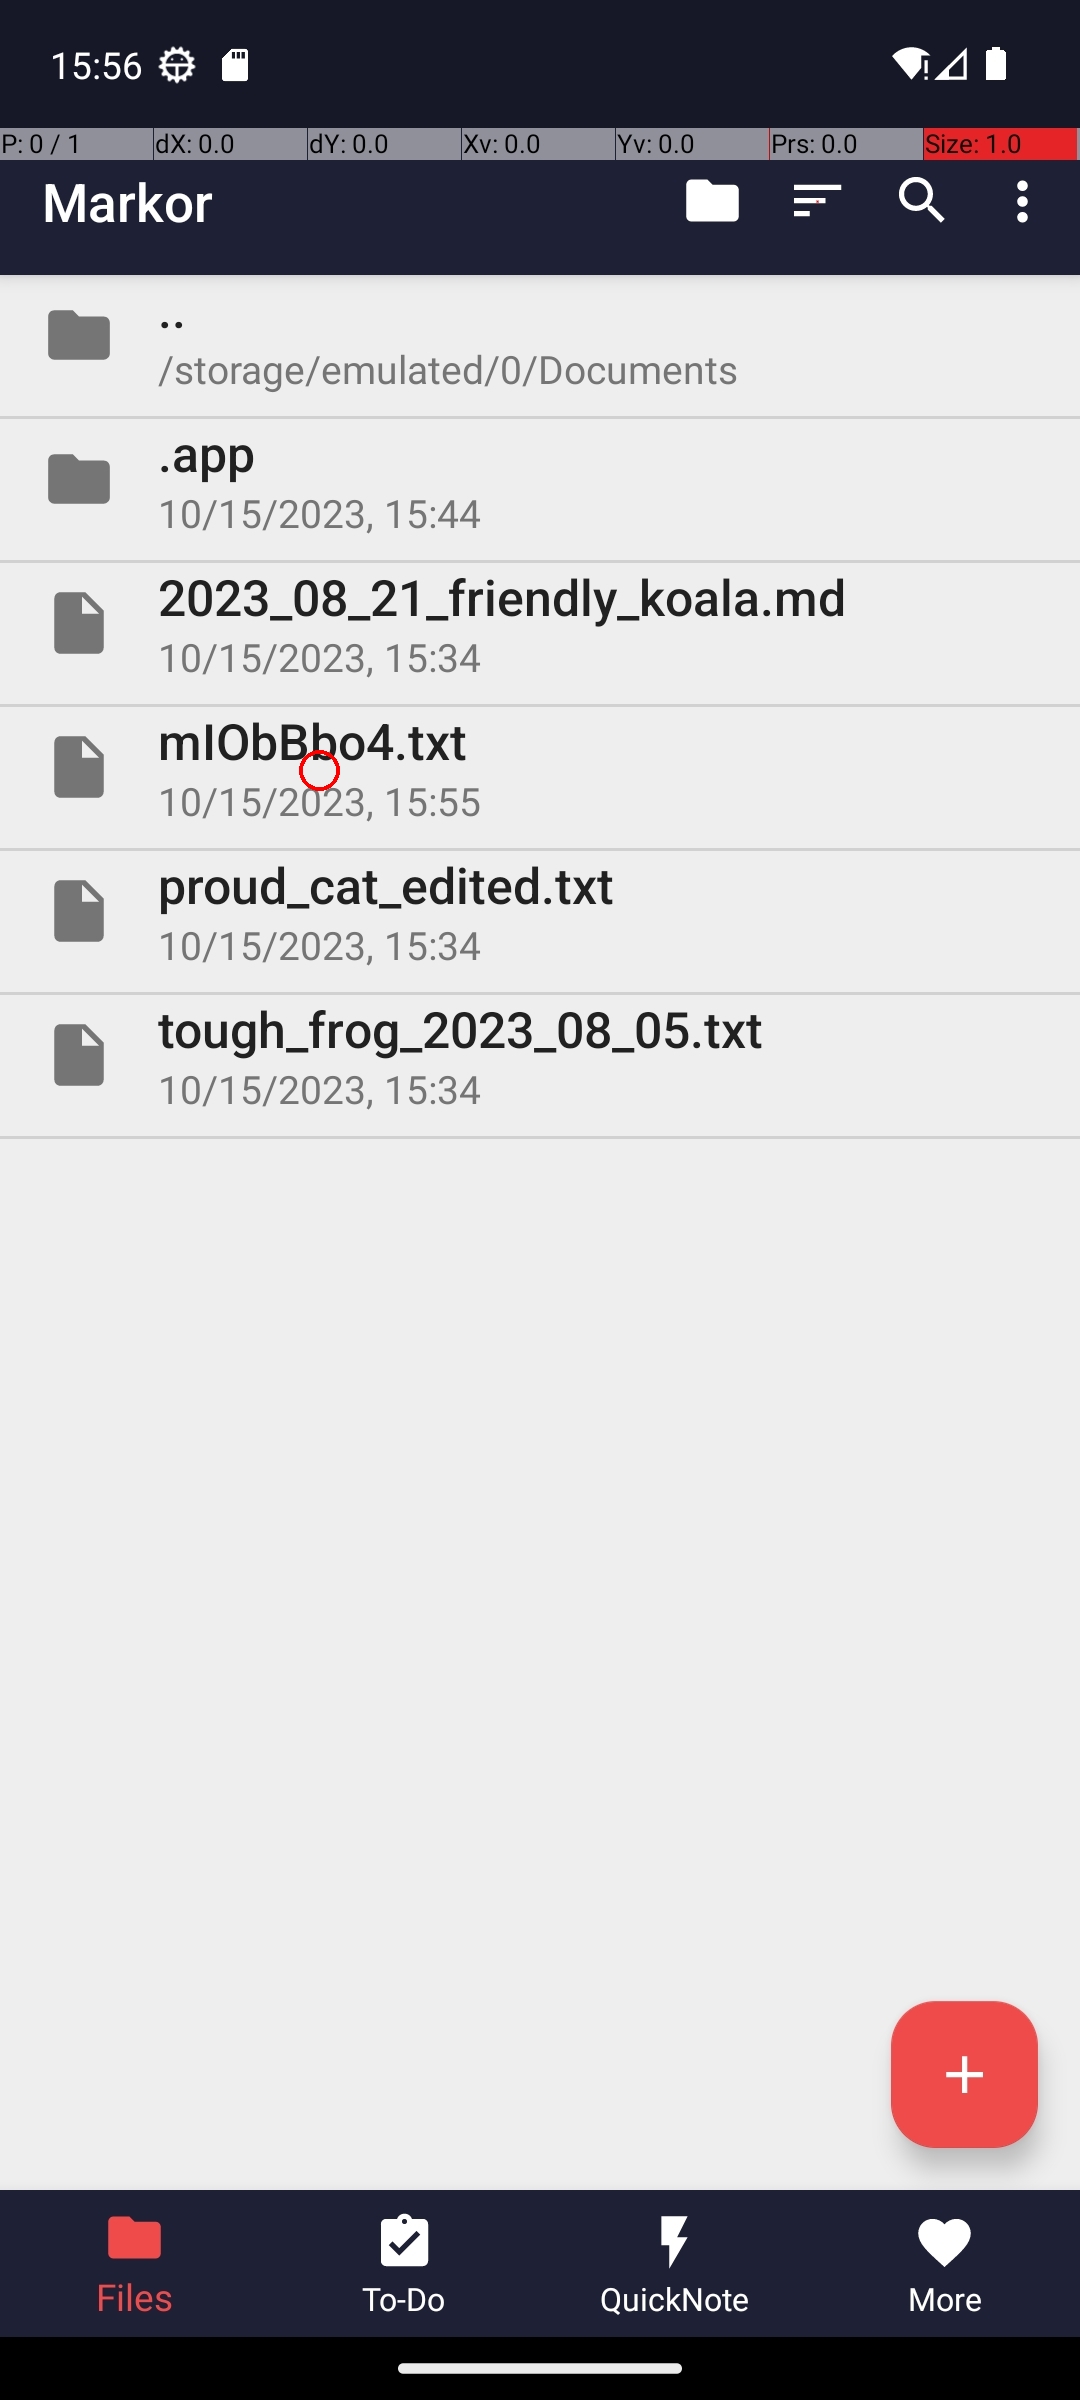 15:56
P: 0 / 1 dX: 0.0 dY: 0.0 Xv: 0.0 Yv: 0.0 Prs: 0.0 Size: 1.0
Markor
..
/storage/emulated/0/Documents
.app
10/15/2023, 15:44
2023_08_21_friendly_koala.md
10/15/2023, 15:34
mIObBbo4.txt
10/15/2023, 15:55
proud_cat_edited.txt
10/15/2023, 15:34
tough_frog_2023_08_05.txt
10/15/2023, 15:34
Files To-Do QuickNote More